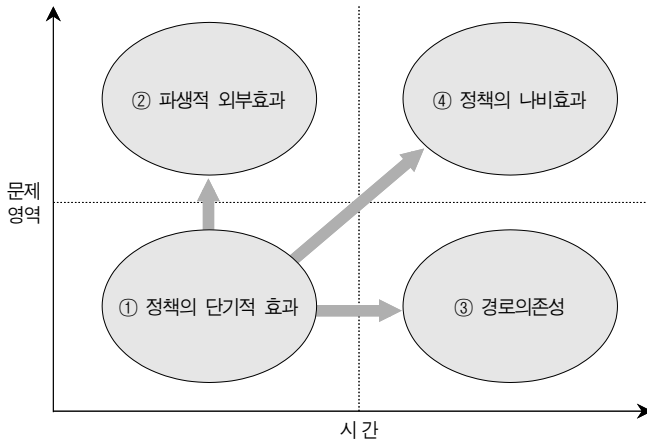 ② 파생적 외부효과
④ 정책의 나비효과
문제
영역
① 정책의 단기적 효과
③ 경로의존성
시 간